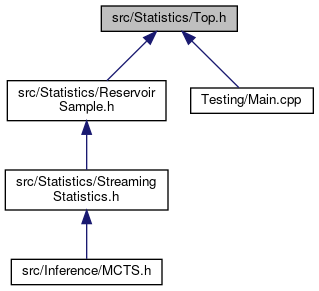 src/Statistics/Top.h
src/Statistics/Reservoir
Sample.h
Testing/Main.cpp
src/Statistics/Streaming
Statistics.h
src/Inference/MCTS.h